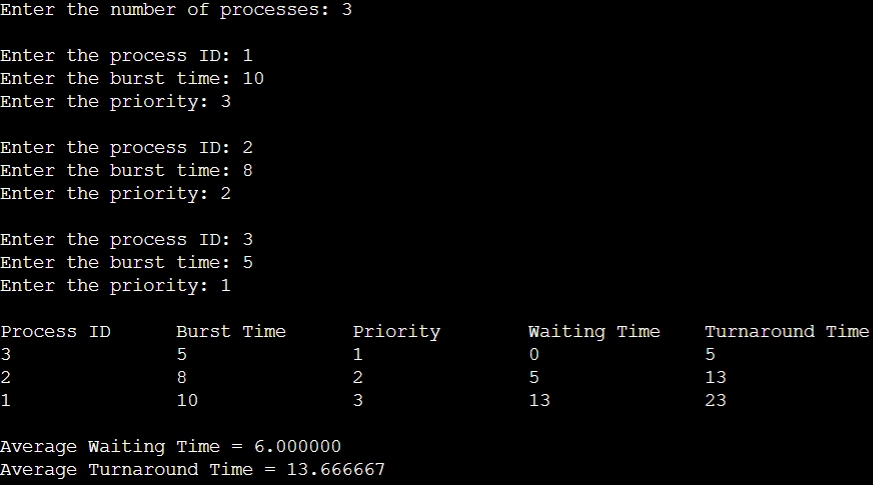 Enter the number of processes: 3
Enter the process ID: 1
Enter the burst time: 10
Enter the priority: 3
Enter the process ID: 2
Enter the burst time: 8
Enter the priority: 2
Enter the process ID: 3
Enter the burst time: 5
Enter the priority: 1
Process ID Burst Time Priority Waiting Time Turnaround Time
3 5 1 0 5
2 8 2 5 13
1 10 3 13 23
Average Waiting Time = 6.000000
Average Turnaround Time = 13.666667